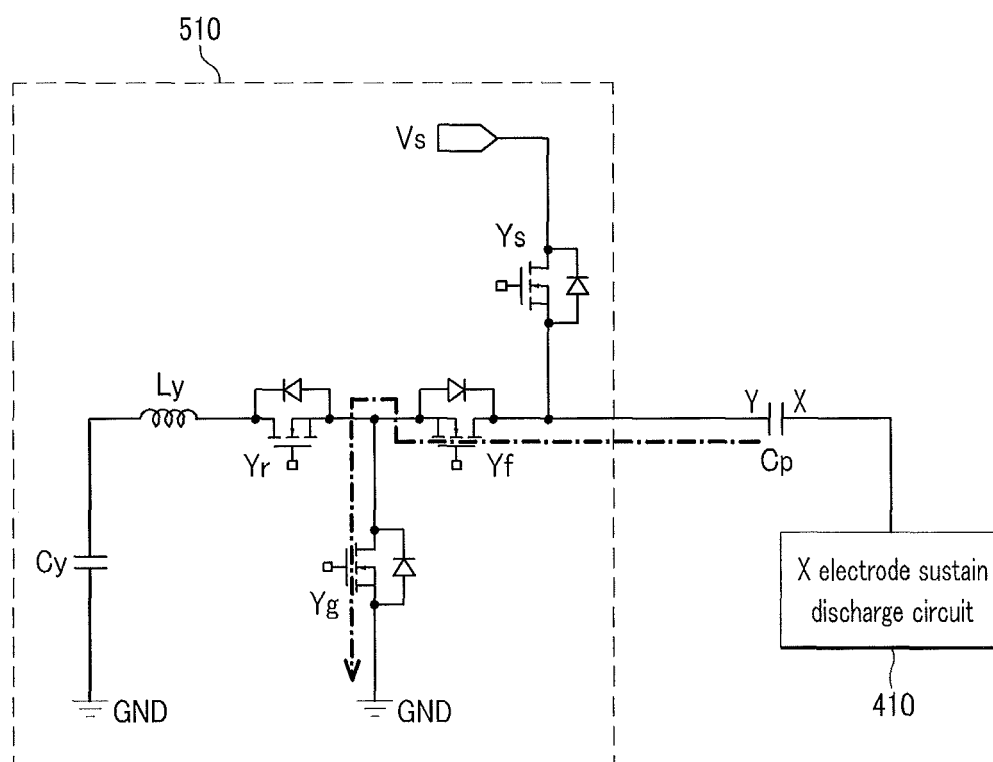 510
Vs
Ys
Ly
Y X
Yr
Yf
Cp
Cy
Yg
X electrode sustain
discharge circuit
GND
GND
410